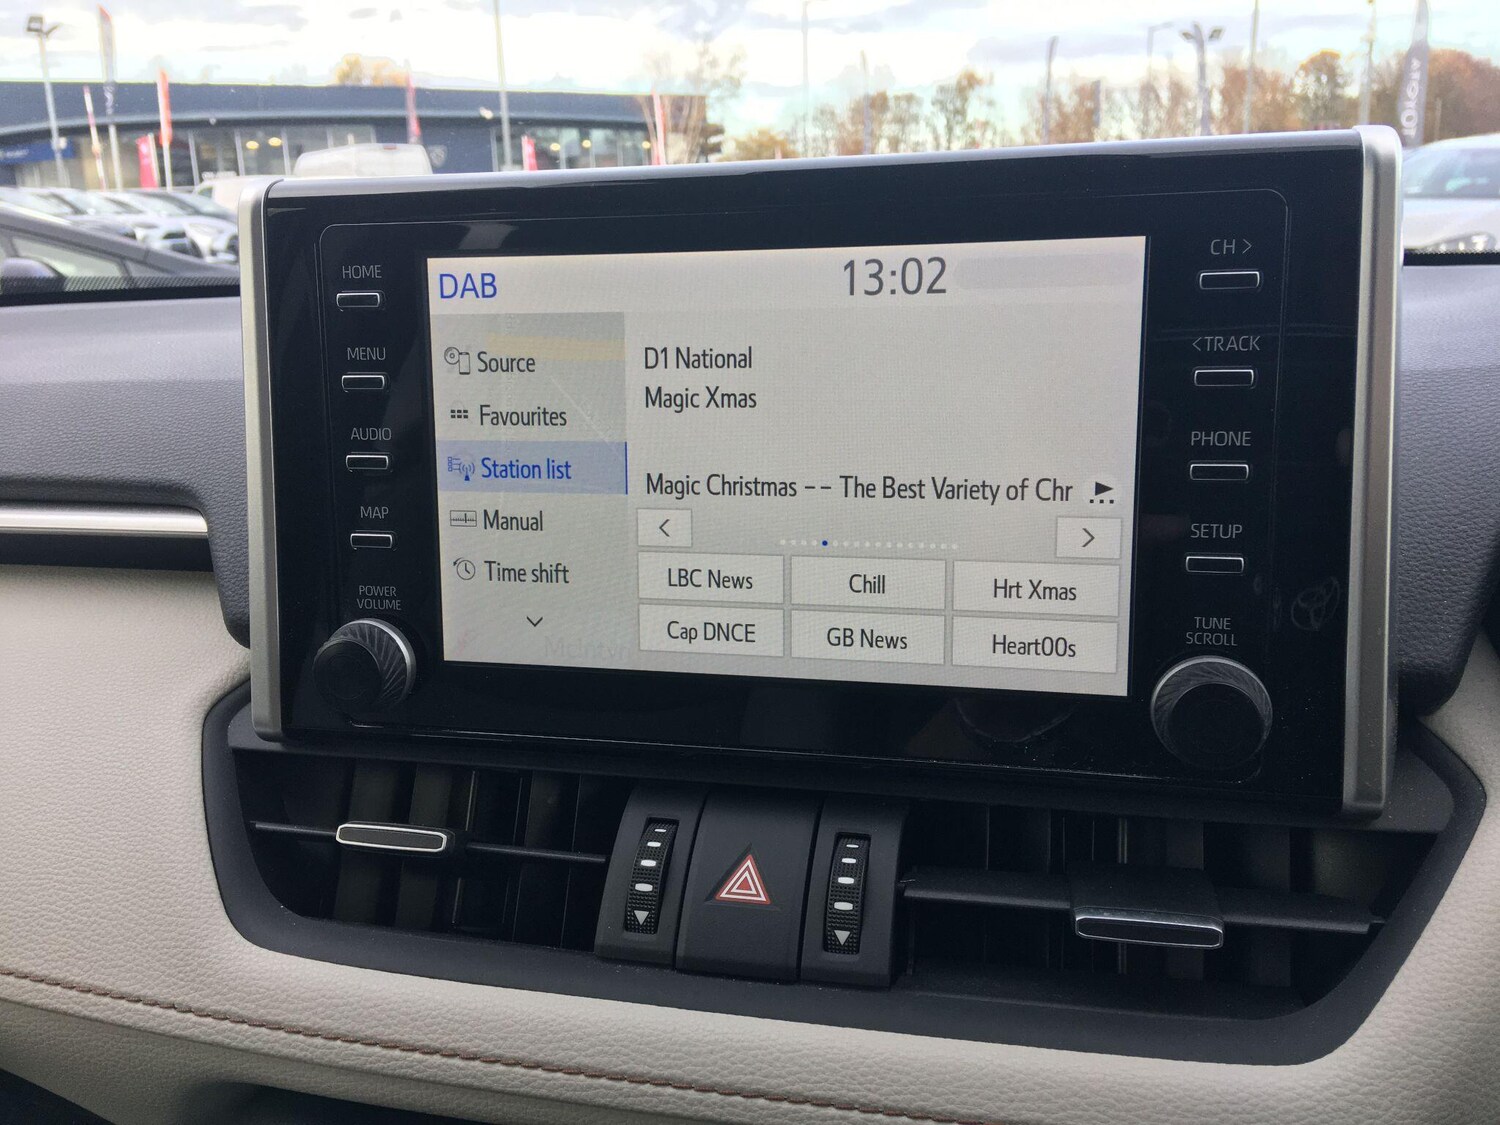 HOME
MENU
AUDIO
MAP
POWER
VOLUME
DAB
13:02
Source
Favourites
Station list
Manual
Time shift
D1 National
Magic Xmas
Magic Christmas -- The Best Variety of Chr
<
>
LBC News
Chill
Hrt Xmas
Cap DNCE
GB News
Heart00s
CH >
<TRACK
PHONE
SETUP
TUNE
SCROLL